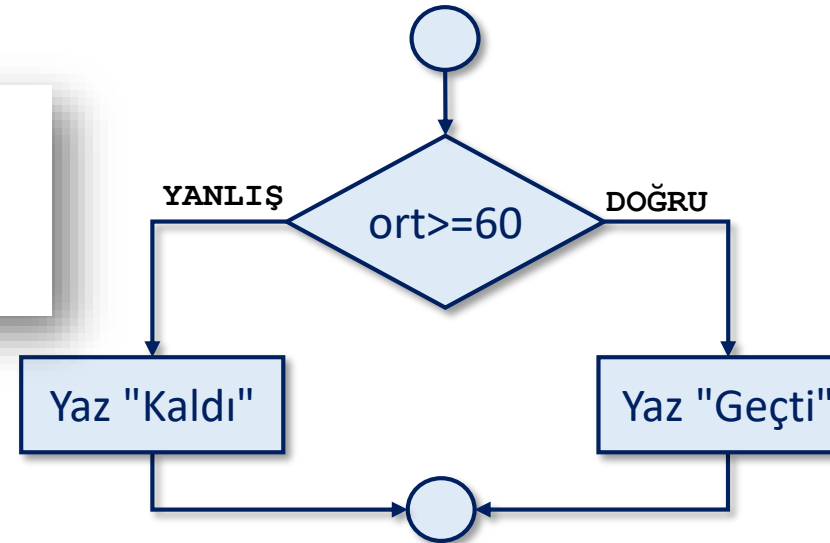 YANLIŞ
ort>=60
DOĞRU
Yaz "Kaldı"
Yaz "Geçti"